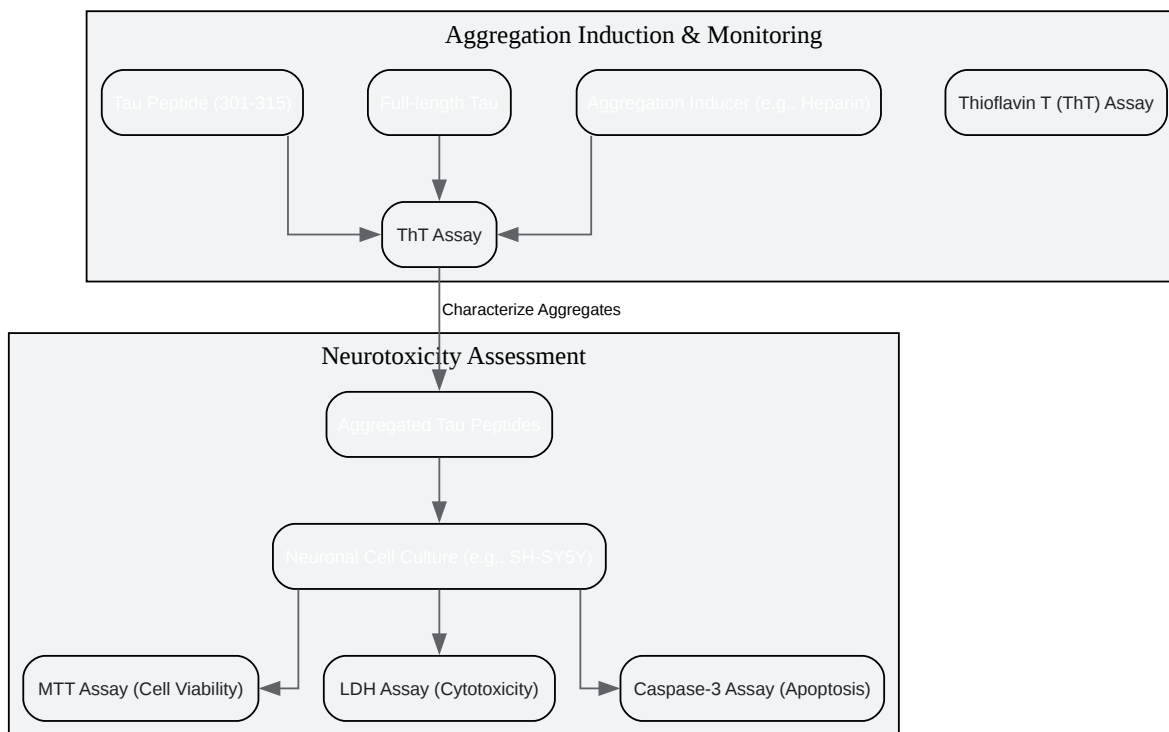 Aggregation Induction & Monitoring
Tau Peptide (301-315)
Full-length Tau
Aggregation Inducer (e.g., Heparin)
Thioflavin T (ThT) Assay
ThT Assay
Characterize Aggregates
Neurotoxicity Assessment
Aggregated Tau Peptides
Neuronal Cell Culture (e.g., SH-SY5Y)
MTT Assay (Cell Viability)
LDH Assay (Cytotoxicity)
Caspase-3 Assay (Apoptosis)